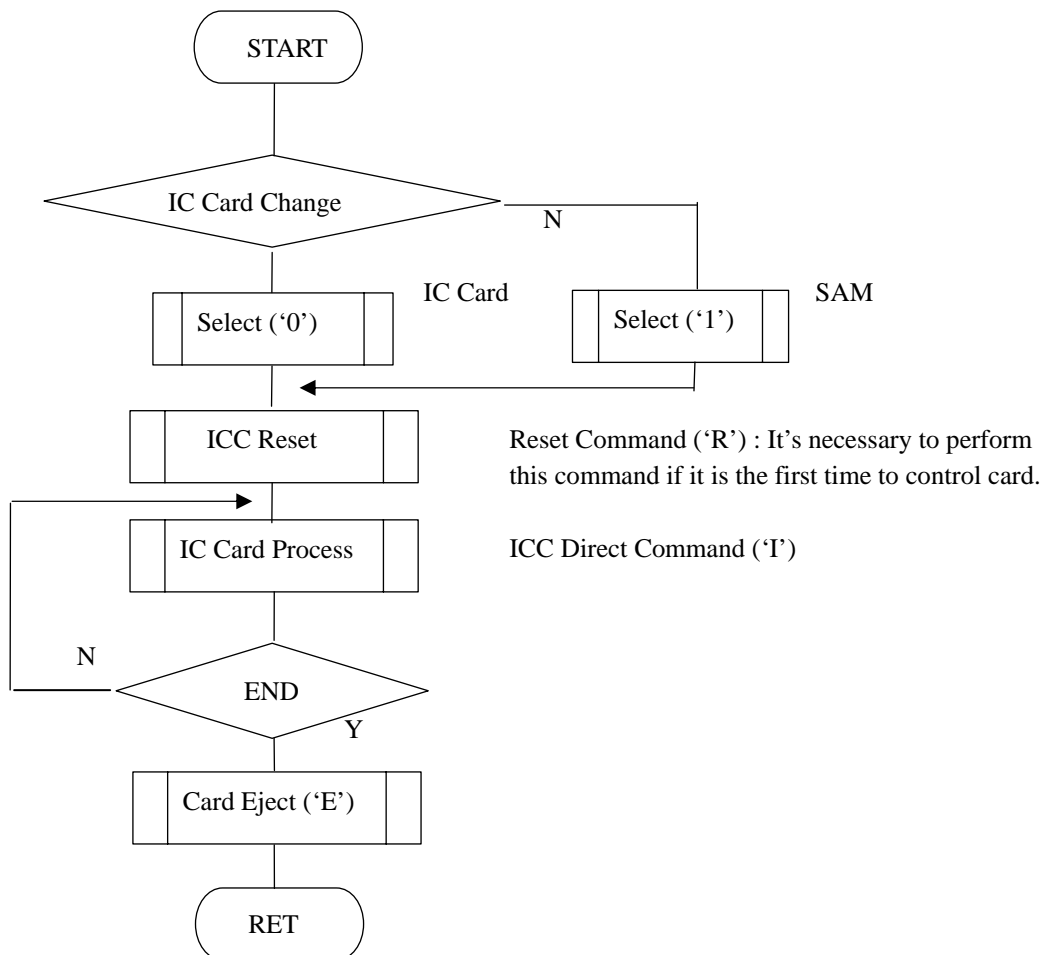 START
IC Card Change
N
IC Card
SAM
Select (‘0’)
Select (‘1’)
ICC Reset
Reset Command (‘R’) : It’s necessary to perform
this command if it is the first time to control card.
IC Card Process
ICC Direct Command (‘I’)
N
END
Y
Card Eject (‘E’)
RET